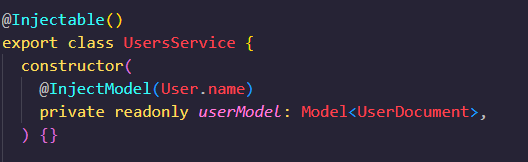 @Injectable()
export class UsersService {
  constructor(
    @InjectModel(User.name)
    private readonly userModel: Model<UserDocument>,
  ) {}